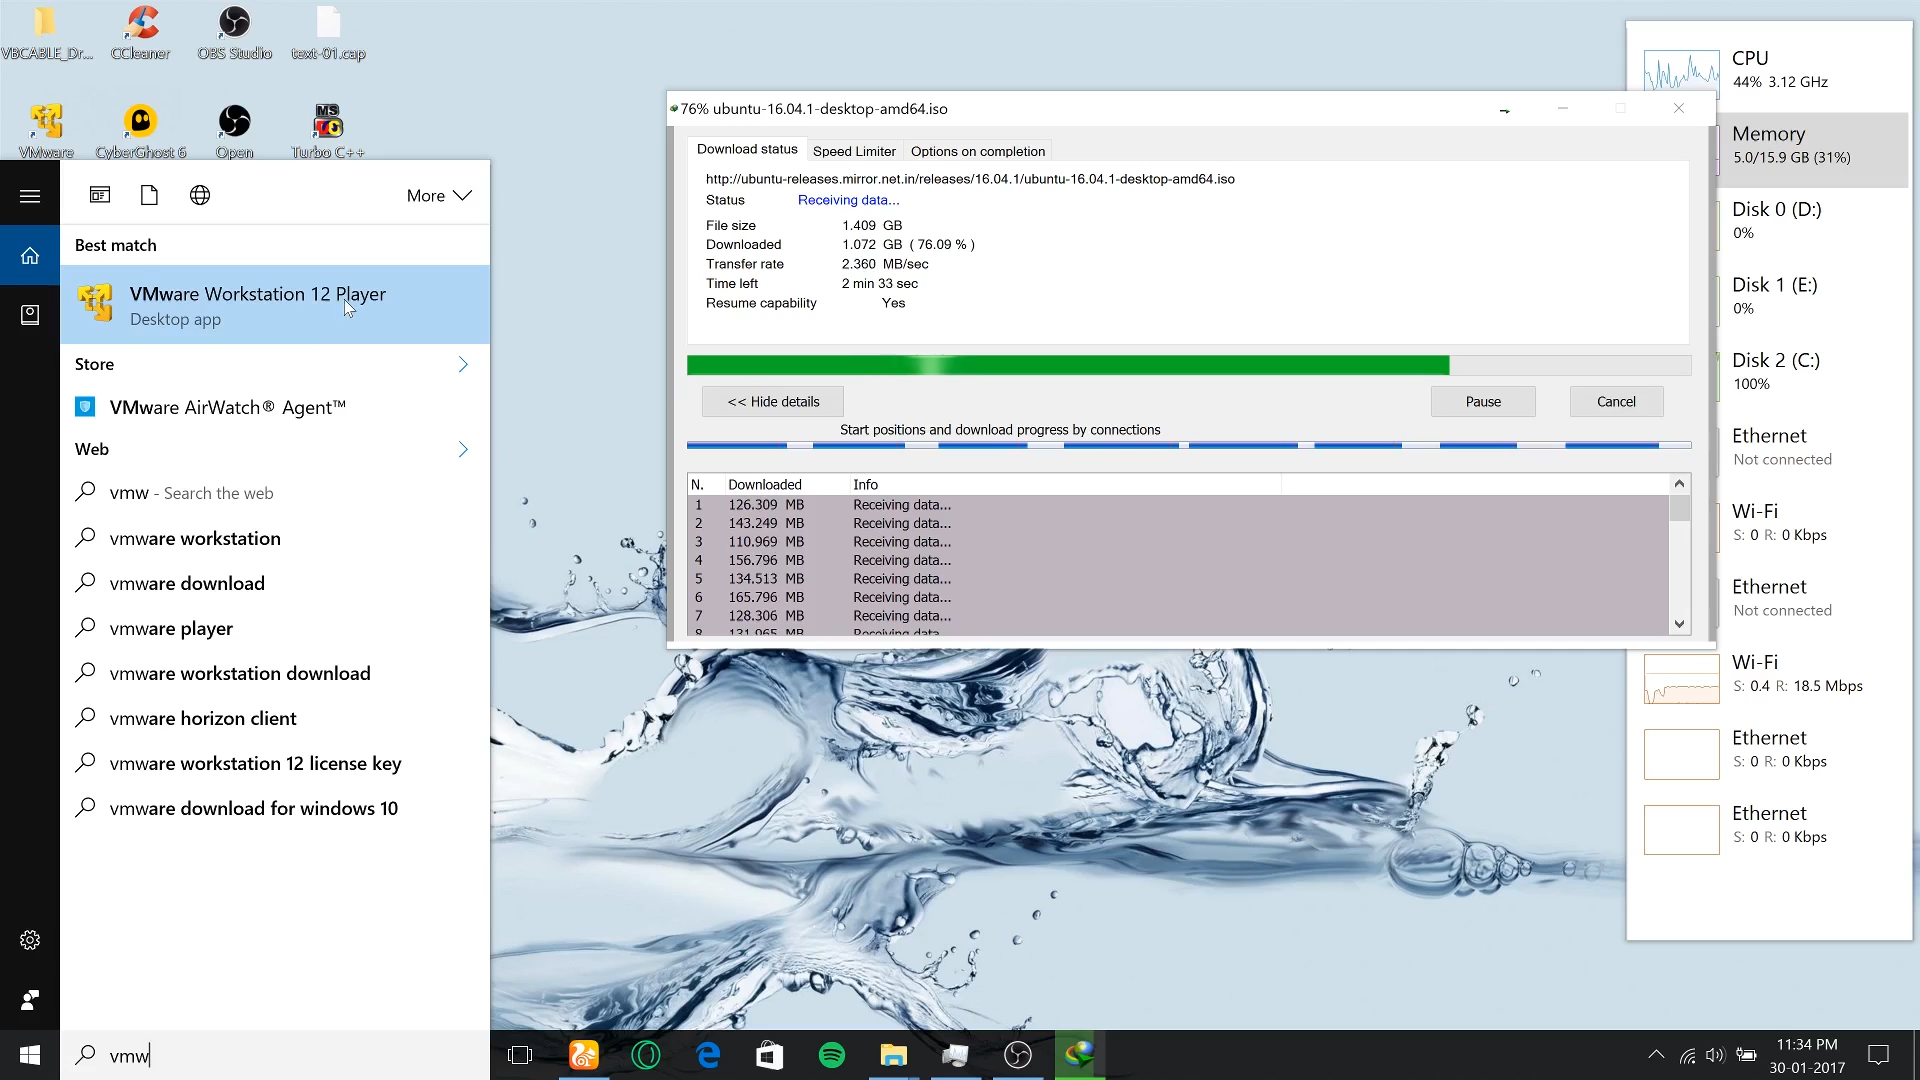 VBCABLE_Dr...
CCleaner
OBS Studio
text-01.cap
VMware
CyberGhost 6
Open
Turbo C++
More
Best match
VMware Workstation 12 Player
Desktop app
Store
VMware AirWatch® Agent™
Web
vmw - Search the web
vmware workstation
vmware download
vmware player
vmware workstation download
vmware horizon client
vmware workstation 12 license key
vmware download for windows 10
vmw
76% ubuntu-16.04.1-desktop-amd64.iso
Download status
Speed Limiter
Options on completion
http://ubuntu-releases.mirror.net.in/releases/16.04.1/ubuntu-16.04.1-desktop-amd64.iso
Status Receiving data...
File size 1.409 GB
Downloaded 1.072 GB ( 76.09 % )
Transfer rate 2.360 MB/sec
Time left 2 min 33 sec
Resume capability Yes
<< Hide details
Pause
Cancel
Start positions and download progress by connections
N. Downloaded Info
1 126.309 MB Receiving data...
2 143.249 MB Receiving data...
3 110.969 MB Receiving data...
4 156.796 MB Receiving data...
5 134.513 MB Receiving data...
6 165.796 MB Receiving data...
7 128.306 MB Receiving data...
8 131.965 MB Receiving data...
CPU
44% 3.12 GHz
Memory
5.0/15.9 GB (31%)
Disk 0 (D:)
0%
Disk 1 (E:)
0%
Disk 2 (C:)
100%
Ethernet
Not connected
Wi-Fi
S: 0 R: 0 Kbps
Ethernet
Not connected
Wi-Fi
S: 0.4 R: 18.5 Mbps
Ethernet
S: 0 R: 0 Kbps
Ethernet
S: 0 R: 0 Kbps
11:34 PM
30-01-2017